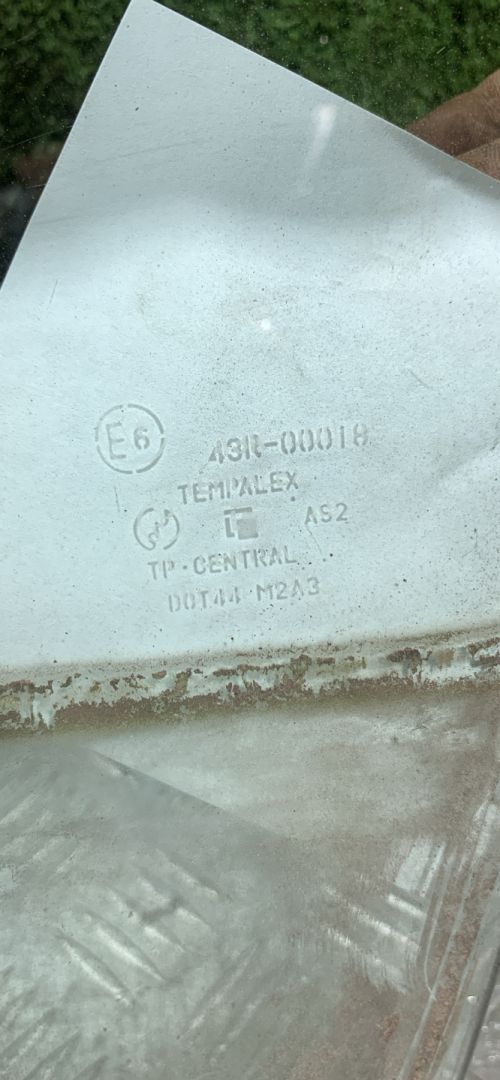 E6 43R-00018
TEMPALEX
AS2
TP·CENTRAL
DOT44 M2A3